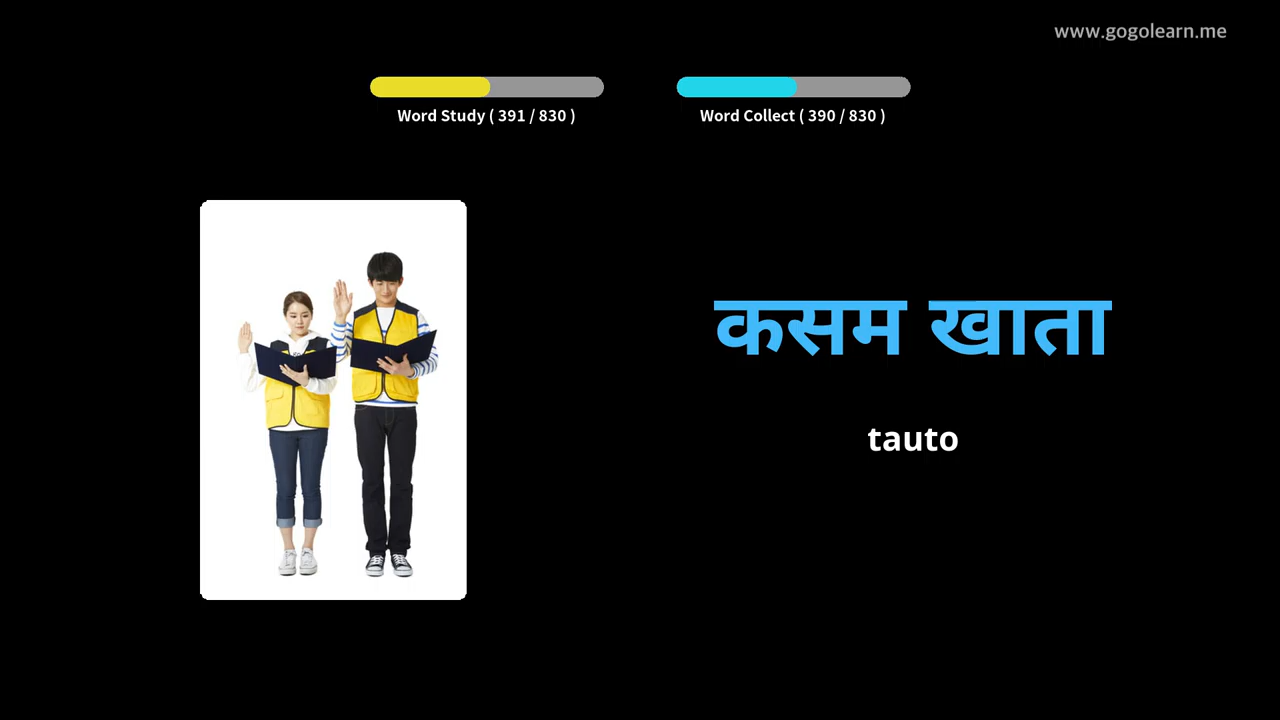 www.gogolearn.me
Word Study ( 391 / 830 )
Word Collect ( 390 / 830 )
कसम खाता
tauto